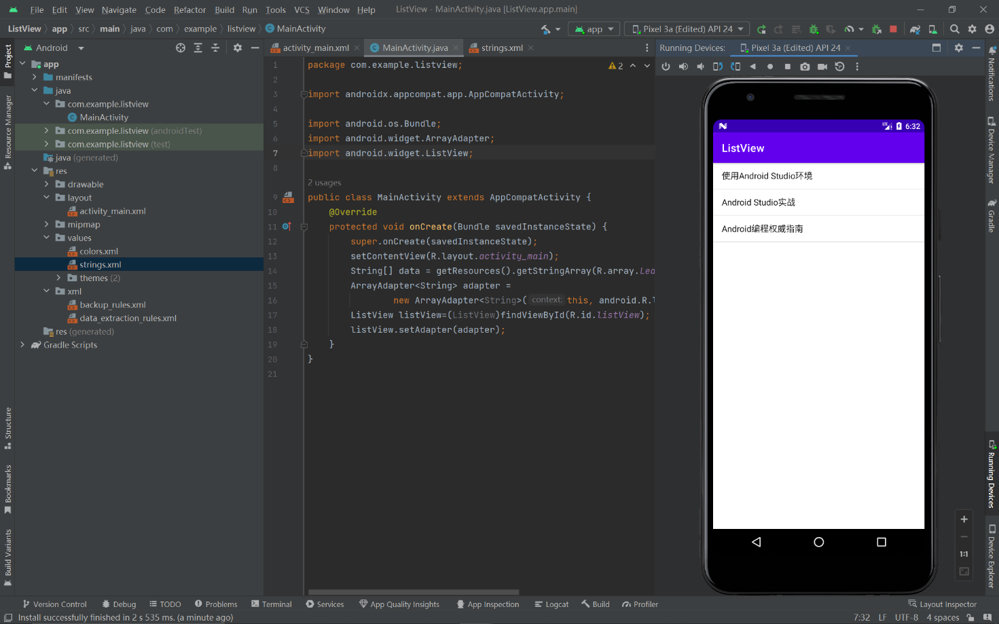 File Edit View Navigate Code Refactor Build Run Tools VCS Window Help ListView - MainActivity.java [ListView.app.main]
ListView app src main java com example listview MainActivity app Pixel 3a (Edited) API 24
Project
Android
activity_main.xml MainActivity.java strings.xml
Running Devices: Pixel 3a (Edited) API 24
Notifications
Resource Manager
Device Manager
Gradle
app
manifests
java
com.example.listview
MainActivity
com.example.listview (androidTest)
com.example.listview (test)
java (generated)
res
drawable
layout
activity_main.xml
mipmap
values
colors.xml
strings.xml
themes (2)
xml
backup_rules.xml
data_extraction_rules.xml
res (generated)
Gradle Scripts
2
1 package com.example.listview;
2
3 import androidx.appcompat.app.AppCompatActivity;
4
5 import android.os.Bundle;
6 import android.widget.ArrayAdapter;
7 import android.widget.ListView;
8
2 usages
9 public class MainActivity extends AppCompatActivity {
10 @Override
11 protected void onCreate(Bundle savedInstanceState) {
12 super.onCreate(savedInstanceState);
13 setContentView(R.layout.activity_main);
14 String[] data = getResources().getStringArray(R.array.Led
15 ArrayAdapter<String> adapter =
16 new ArrayAdapter<String>( context: this, android.R.
17 ListView listView=(ListView)findViewById(R.id.listView);
18 listView.setAdapter(adapter);
19 }
20 }
21
LTE 6:32
ListView
使用Android Studio环境
Android Studio实战
Android编程权威指南
1:1
Structure
Bookmarks
Build Variants
Running Devices
Device Explorer
Version Control Debug TODO Problems Terminal Services App Quality Insights App Inspection Logcat Build Profiler Layout Inspector
Install successfully finished in 2 s 535 ms. (a minute ago) 7:32 LF UTF-8 4 spaces